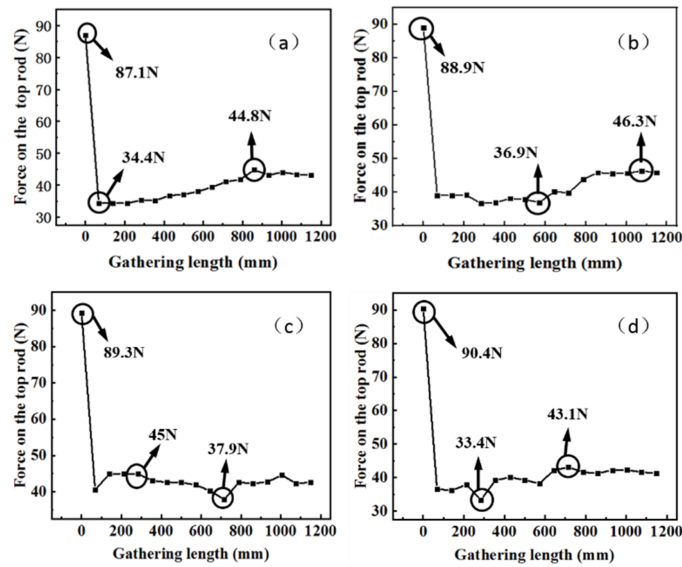 Force on the top rod (N)
90
80
70
60
50
40
30
（a）
87.1N
34.4N
44.8N
0 200 400 600 800 1000 1200
Gathering length (mm)
Force on the top rod (N)
90
80
70
60
50
40
30
（b）
88.9N
36.9N
46.3N
0 200 400 600 800 1000 1200
Gathering length (mm)
Force on the top rod (N)
90
80
70
60
50
40
（c）
89.3N
45N
37.9N
0 200 400 600 800 1000 1200
Gathering length (mm)
Force on the top rod (N)
90
80
70
60
50
40
30
（d）
90.4N
33.4N
43.1N
0 200 400 600 800 1000 1200
Gathering length (mm)